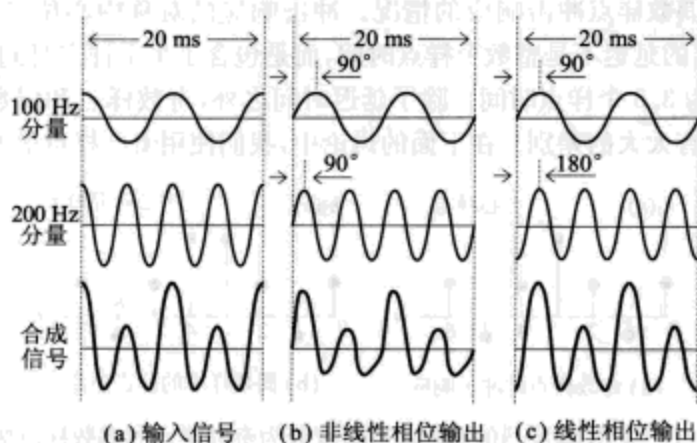 20 ms
20 ms
20 ms
90°
90°
100 Hz
分量
90°
180°
200 Hz
分量
合成
信号
(a) 输入信号
(b) 非线性相位输出
(c) 线性相位输出